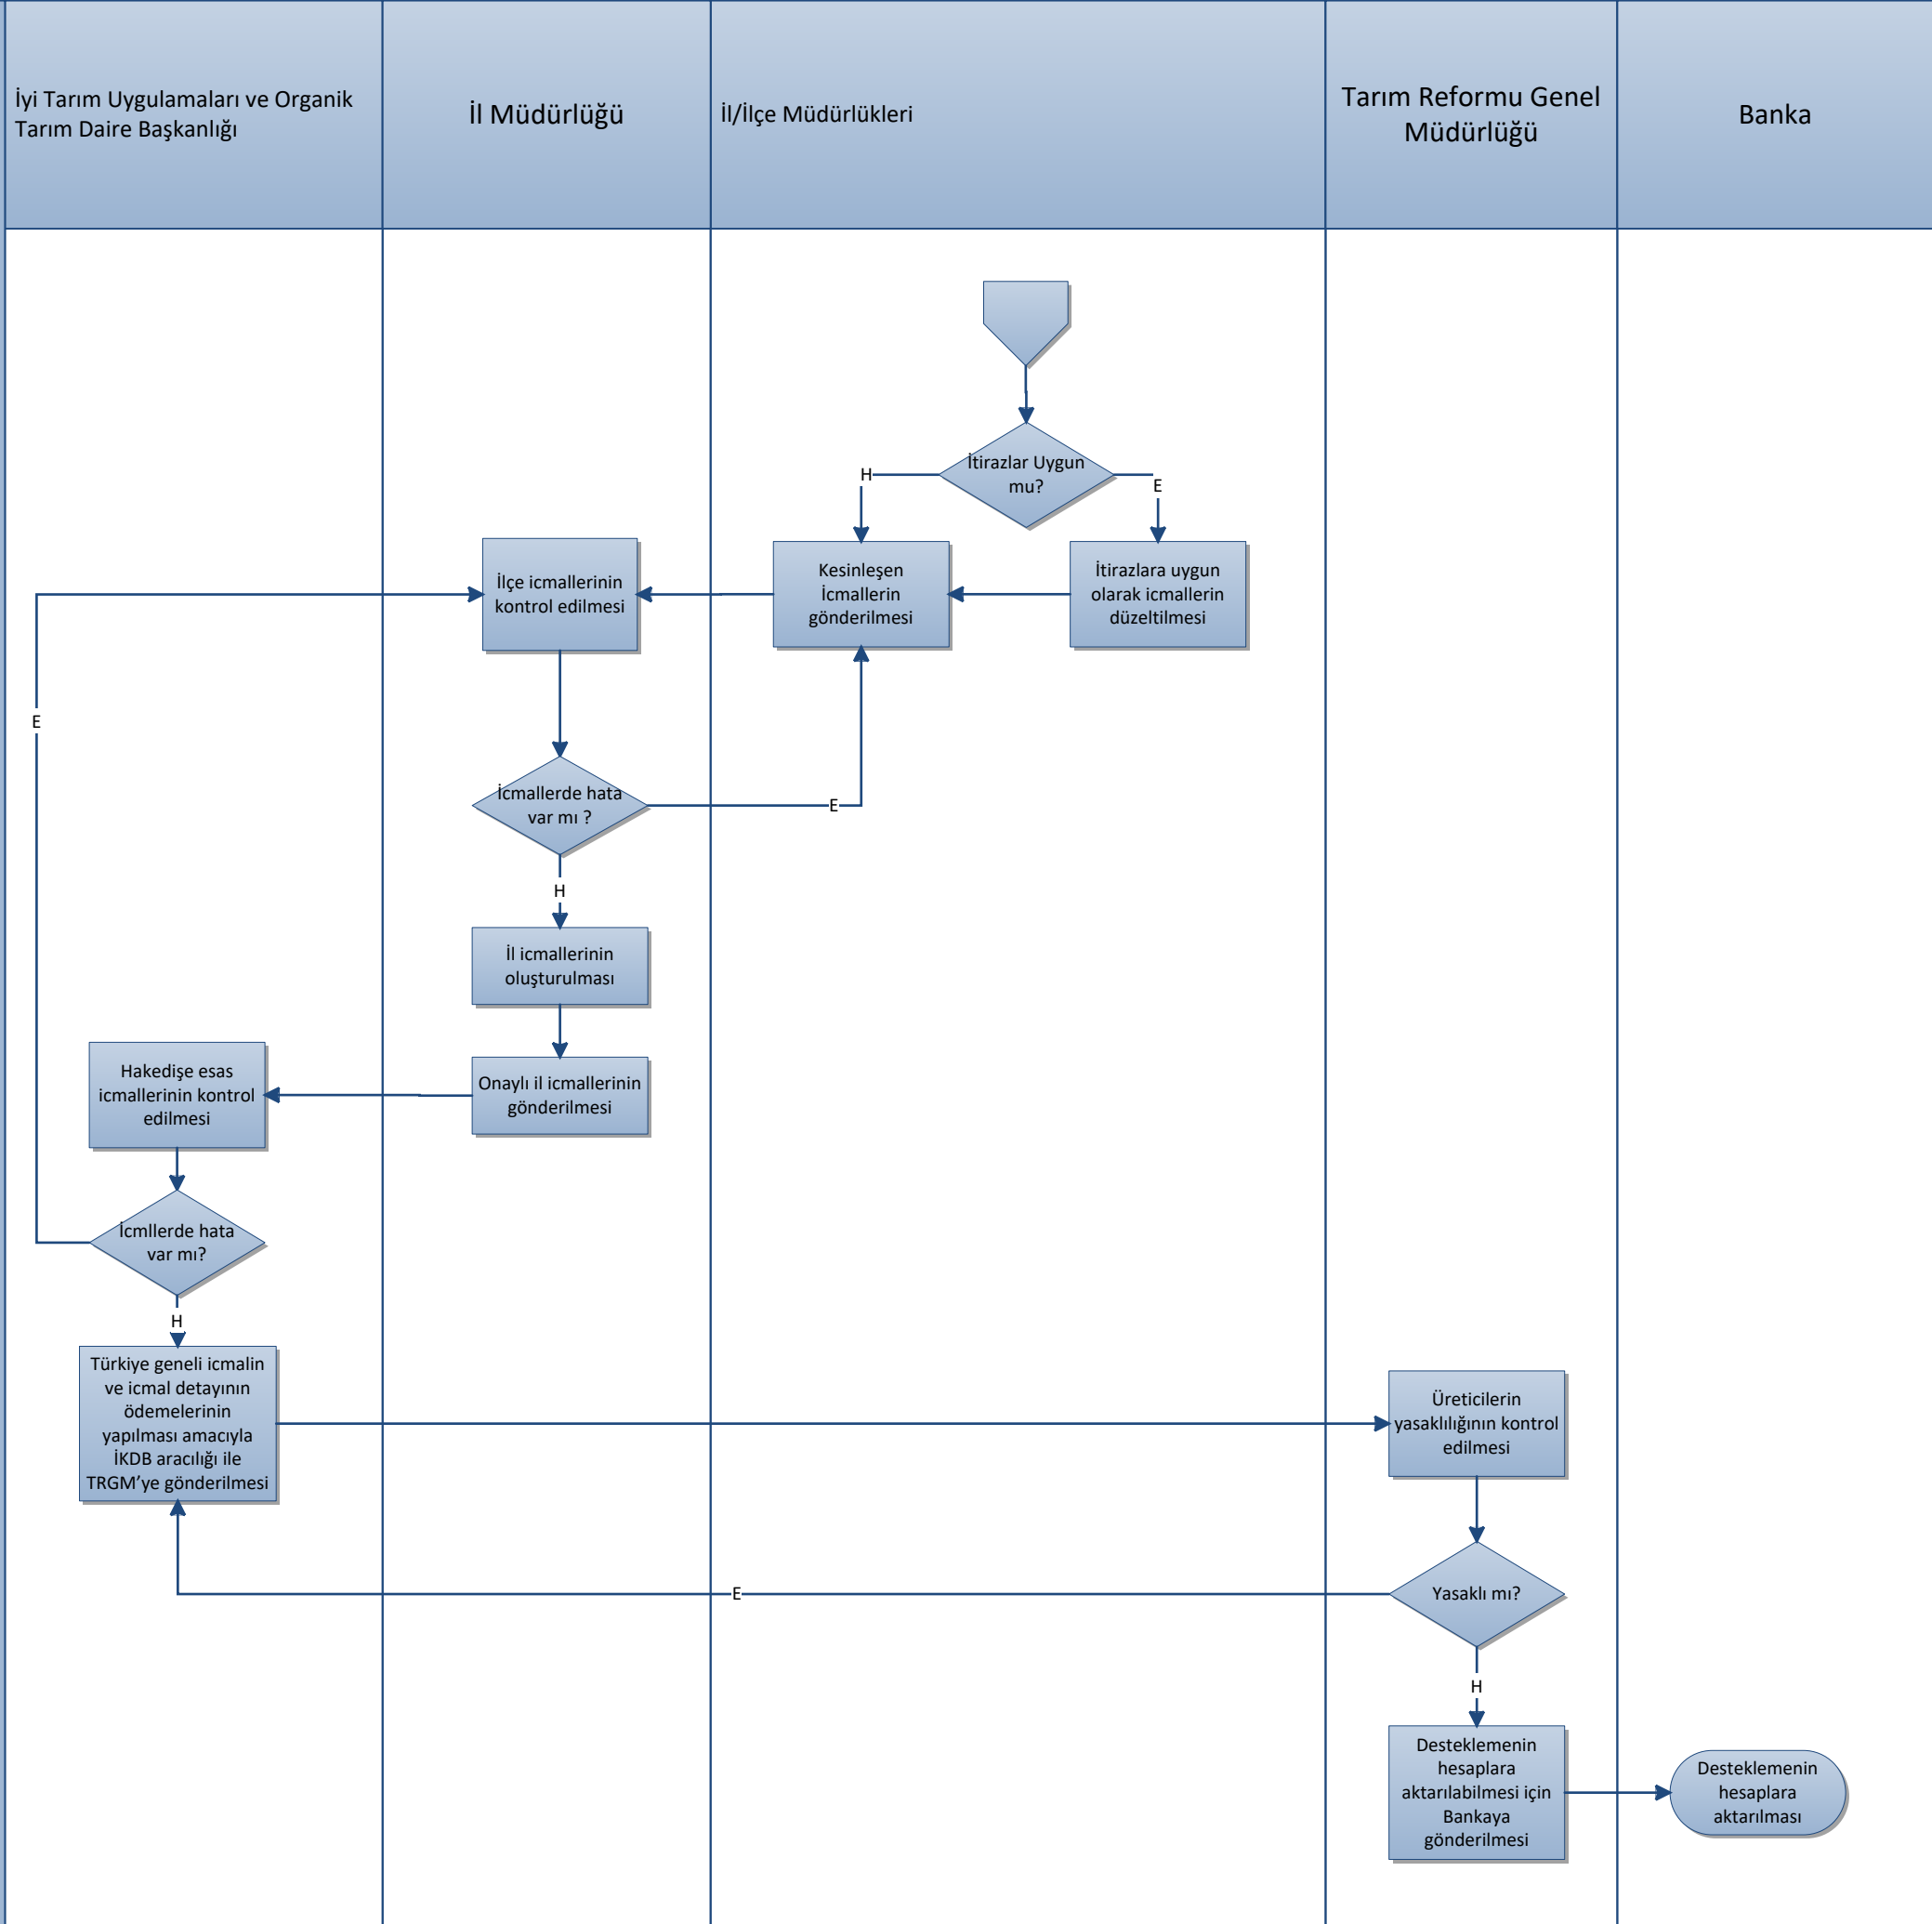 İyi Tarım Uygulamaları ve Organik
Tarım Daire Başkanlığı
İl Müdürlüğü
İl/İlçe Müdürlükleri
Tarım Reformu Genel
Müdürlüğü
Banka
İtirazlar Uygun
mu?
H
E
İlçe icmallerinin
kontrol edilmesi
Kesinleşen
İcmallerin
gönderilmesi
İtirazlara uygun
olarak icmallerin
düzeltilmesi
E
İcmallerde hata
var mı ?
E
H
İl icmallerinin
oluşturulması
Hakedişe esas
icmallerinin kontrol
edilmesi
Onaylı il icmallerinin
gönderilmesi
İcmllerde hata
var mı?
H
Türkiye geneli icmalin
ve icmal detayının
ödemelerinin
yapılması amacıyla
İKDB aracılığı ile
TRGM’ye gönderilmesi
Üreticilerin
yasaklılığının kontrol
edilmesi
Yasaklı mı?
E
H
Desteklemenin
hesaplara
aktarılabilmesi için
Bankaya
gönderilmesi
Desteklemenin
hesaplara
aktarılması